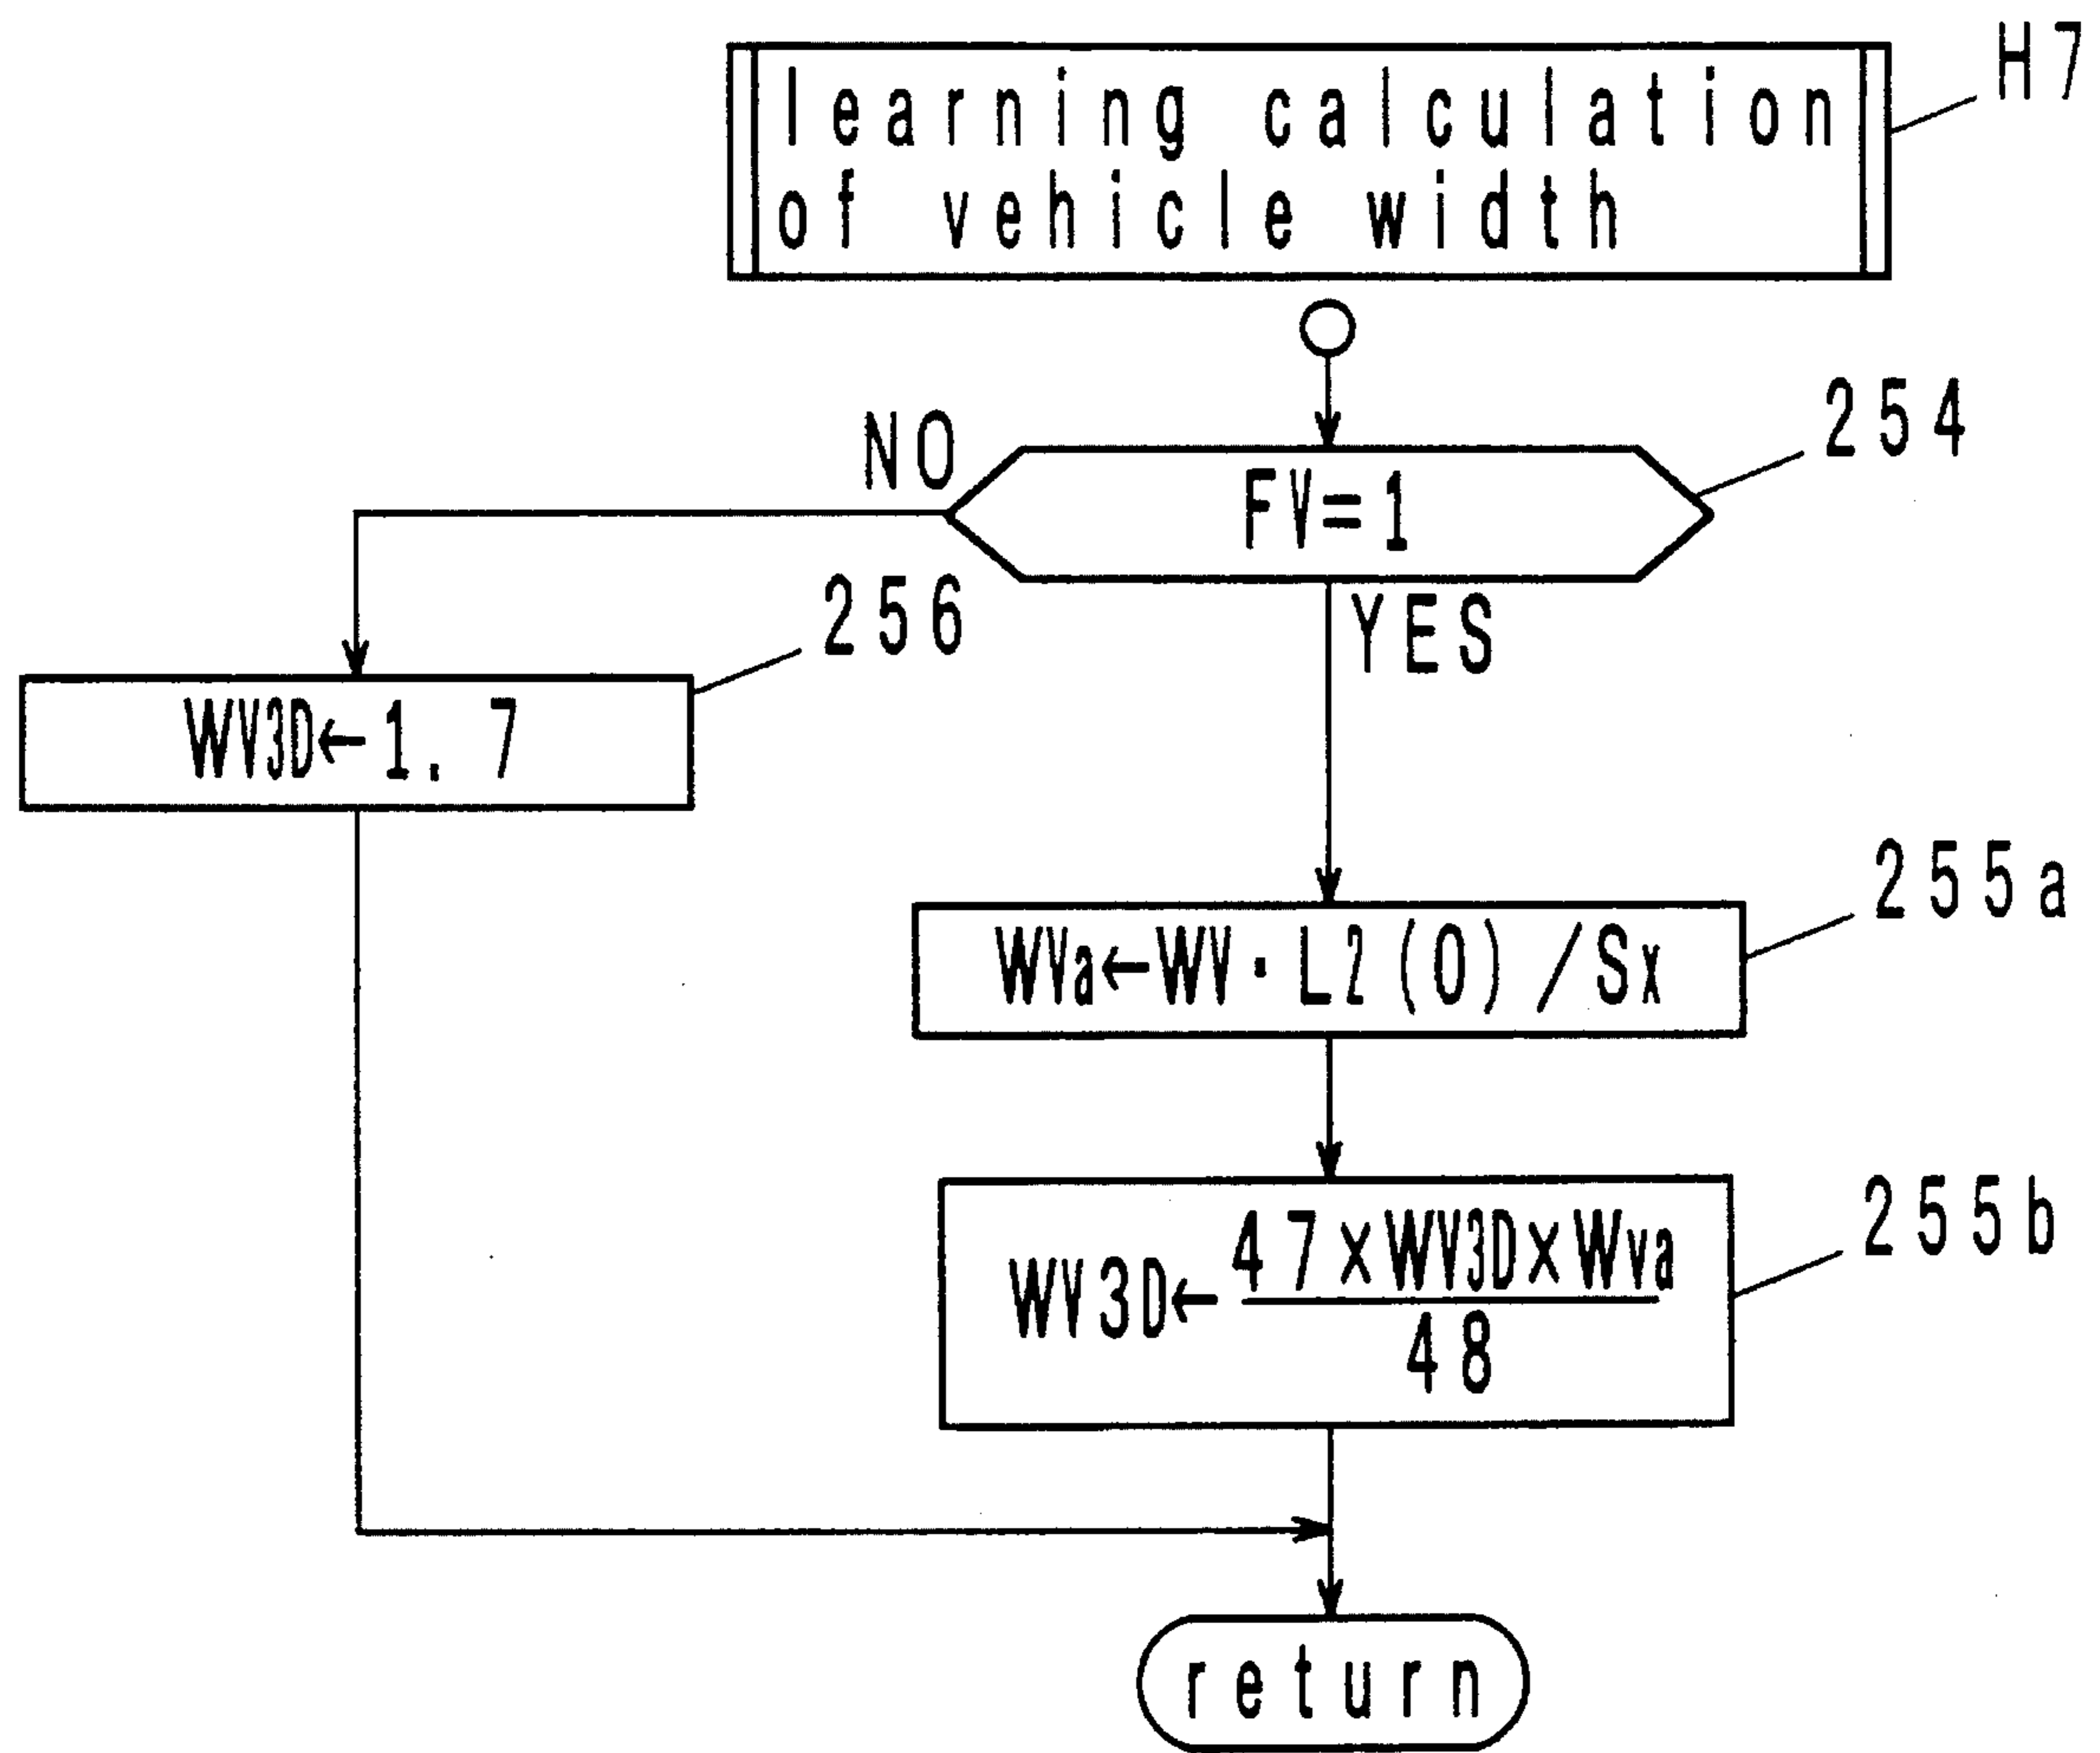 learning calculation
of vehicle width
H7
254
NO
FV=1
YES
256
WV3D←1.7
255a
WVa←WV・L2(0)/Sx
255b
47×WV3D×Wva
WV3D←
48
return